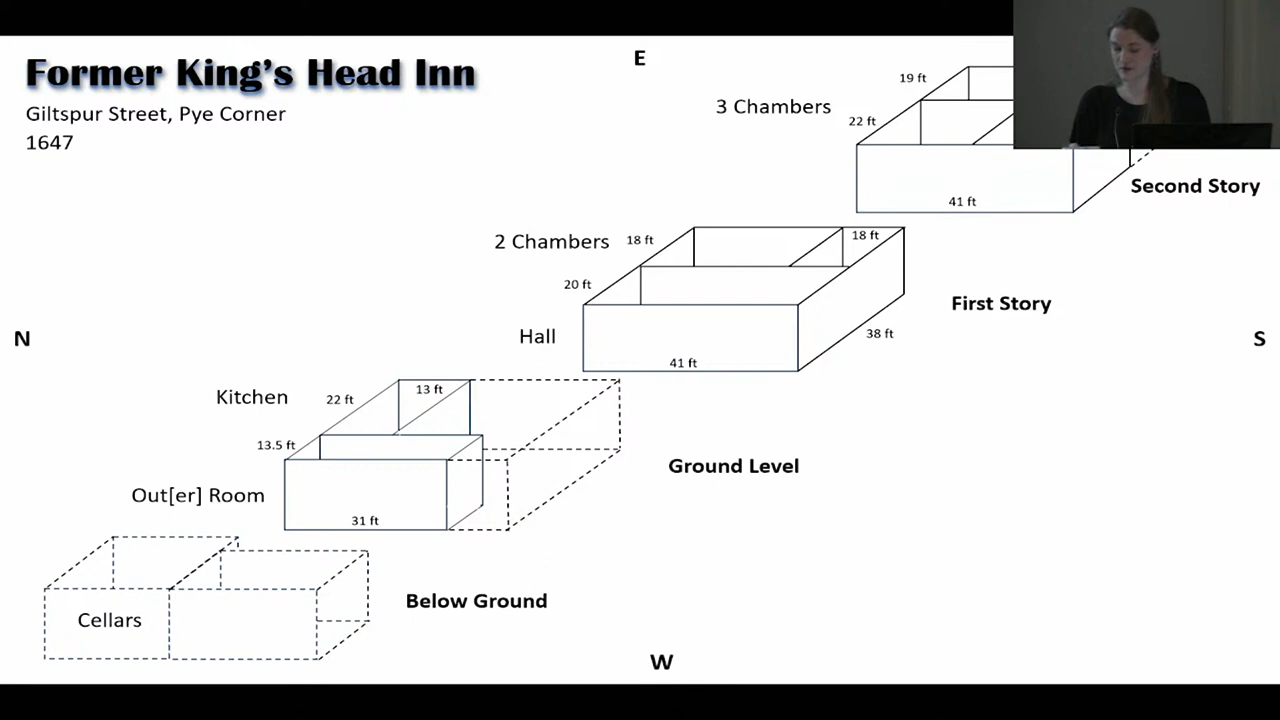 Former King's Head Inn
Giltspur Street, Pye Corner
1647
E
19 ft
3 Chambers
22 ft
41 ft
Second Story
2 Chambers
18 ft
18 ft
20 ft
First Story
Hall
38 ft
41 ft
N
S
Kitchen
22 ft
13 ft
13.5 ft
Ground Level
Out[er] Room
31 ft
Cellars
Below Ground
W